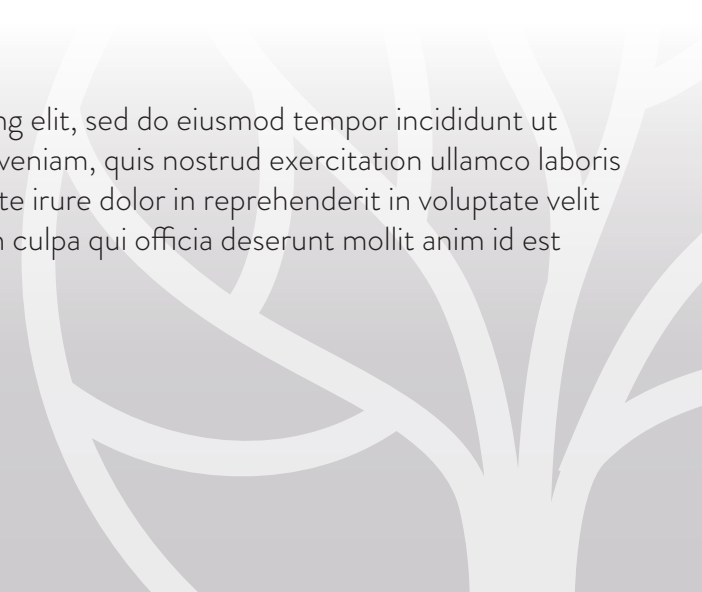 ng elit, sed do eiusmod tempor incididunt ut
veniam, quis nostrud exercitation ullamco laboris
te irure dolor in reprehenderit in voluptate velit
culpa qui officia deserunt mollit anim id est